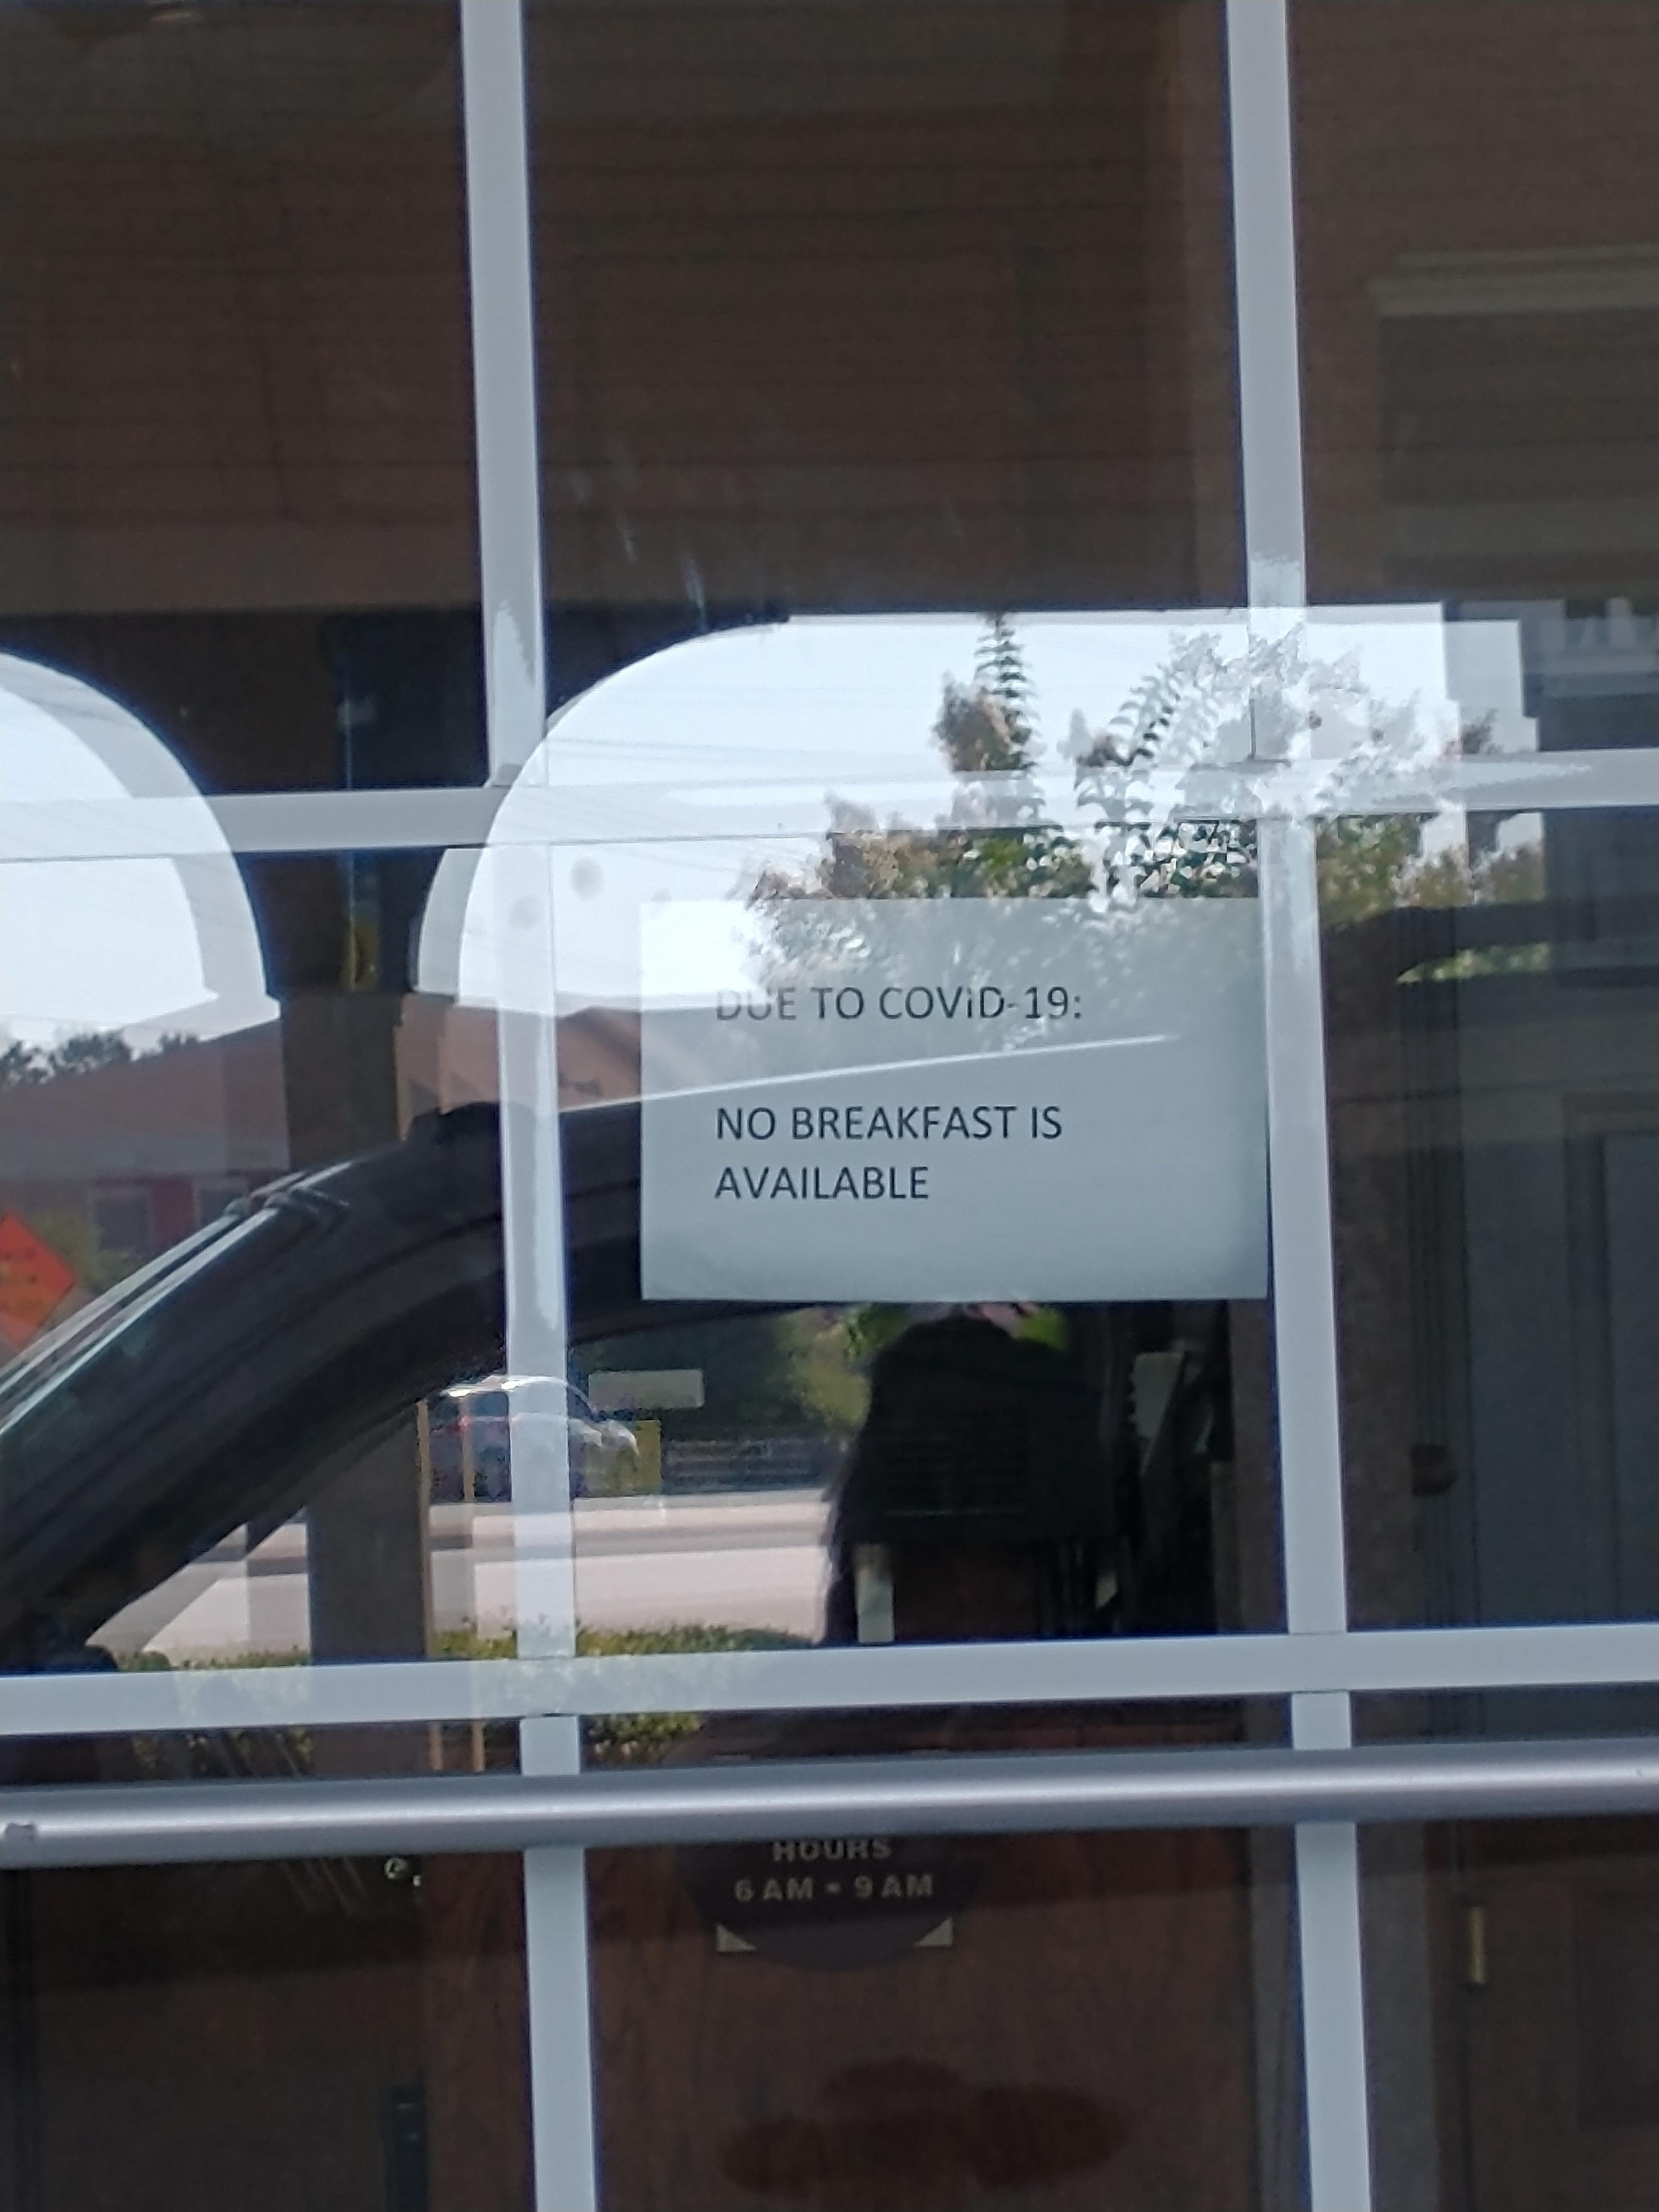 DUE TO COViD-19:
NO BREAKFAST IS
AVAILABLE
HOURS
6 AM - 9 AM